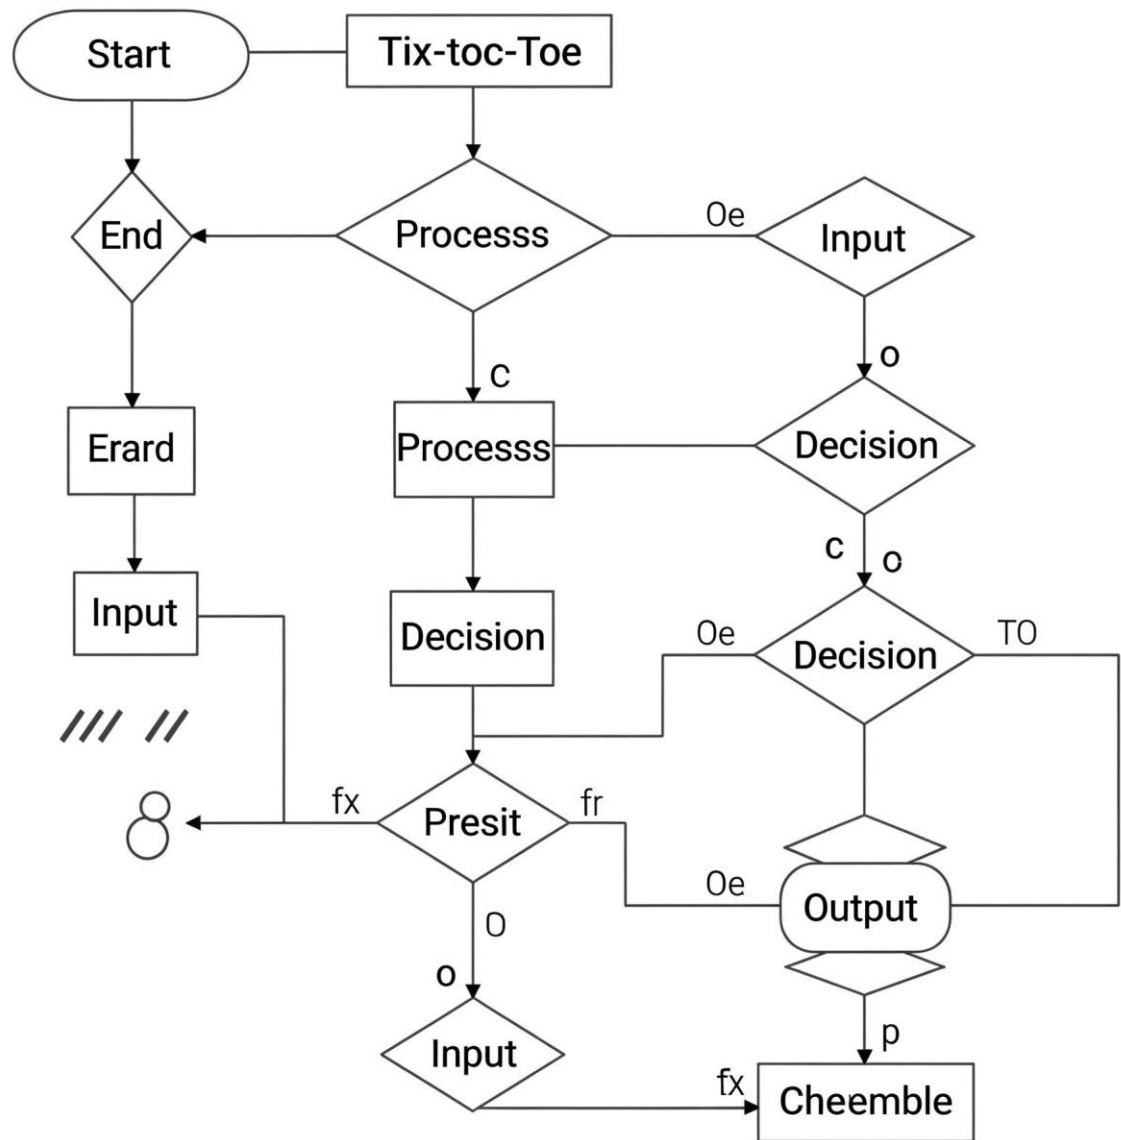 Start
Tix-toc-Toe
End
Processs
Oe
Input
c
o
Erard
Processs
Decision
c
o
Input
Decision
Oe
Decision
TO
fx
Presit
fr
Oe
Output
O
o
p
Input
fx
Cheemble